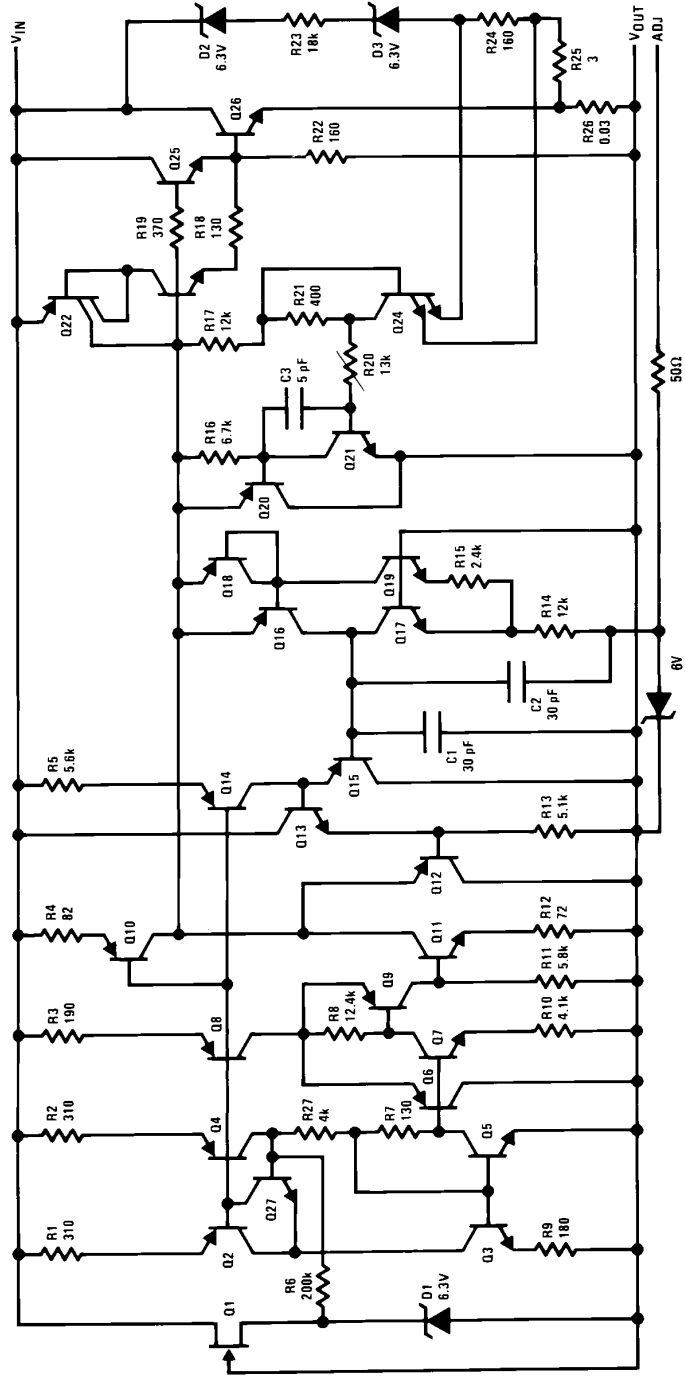 VIN
R1
310
R2
310
R3
190
R4
82
R5
5.6k
Q1
Q2
Q4
Q8
Q10
Q14
Q22
R19
370
Q25
Q26
R18
130
D2
6.3V
R23
18k
D3
6.3V
R24
160
R25
3
R26
0.03
R22
160
R6
200k
D1
6.3V
Q27
R27
4k
R7
130
Q3
R9
180
Q5
Q6
Q7
R8
12.4k
Q9
R10
4.1k
R11
5.8k
Q11
R12
72
Q12
Q13
R13
5.1k
Q15
C1
30 pF
C2
30 pF
Q16
Q18
Q17
Q19
R15
2.4k
R14
12k
Q20
R16
6.7k
C3
5 pF
Q21
R20
13k
R17
12k
R21
400
Q24
6V
50Ω
VOUT
ADJ